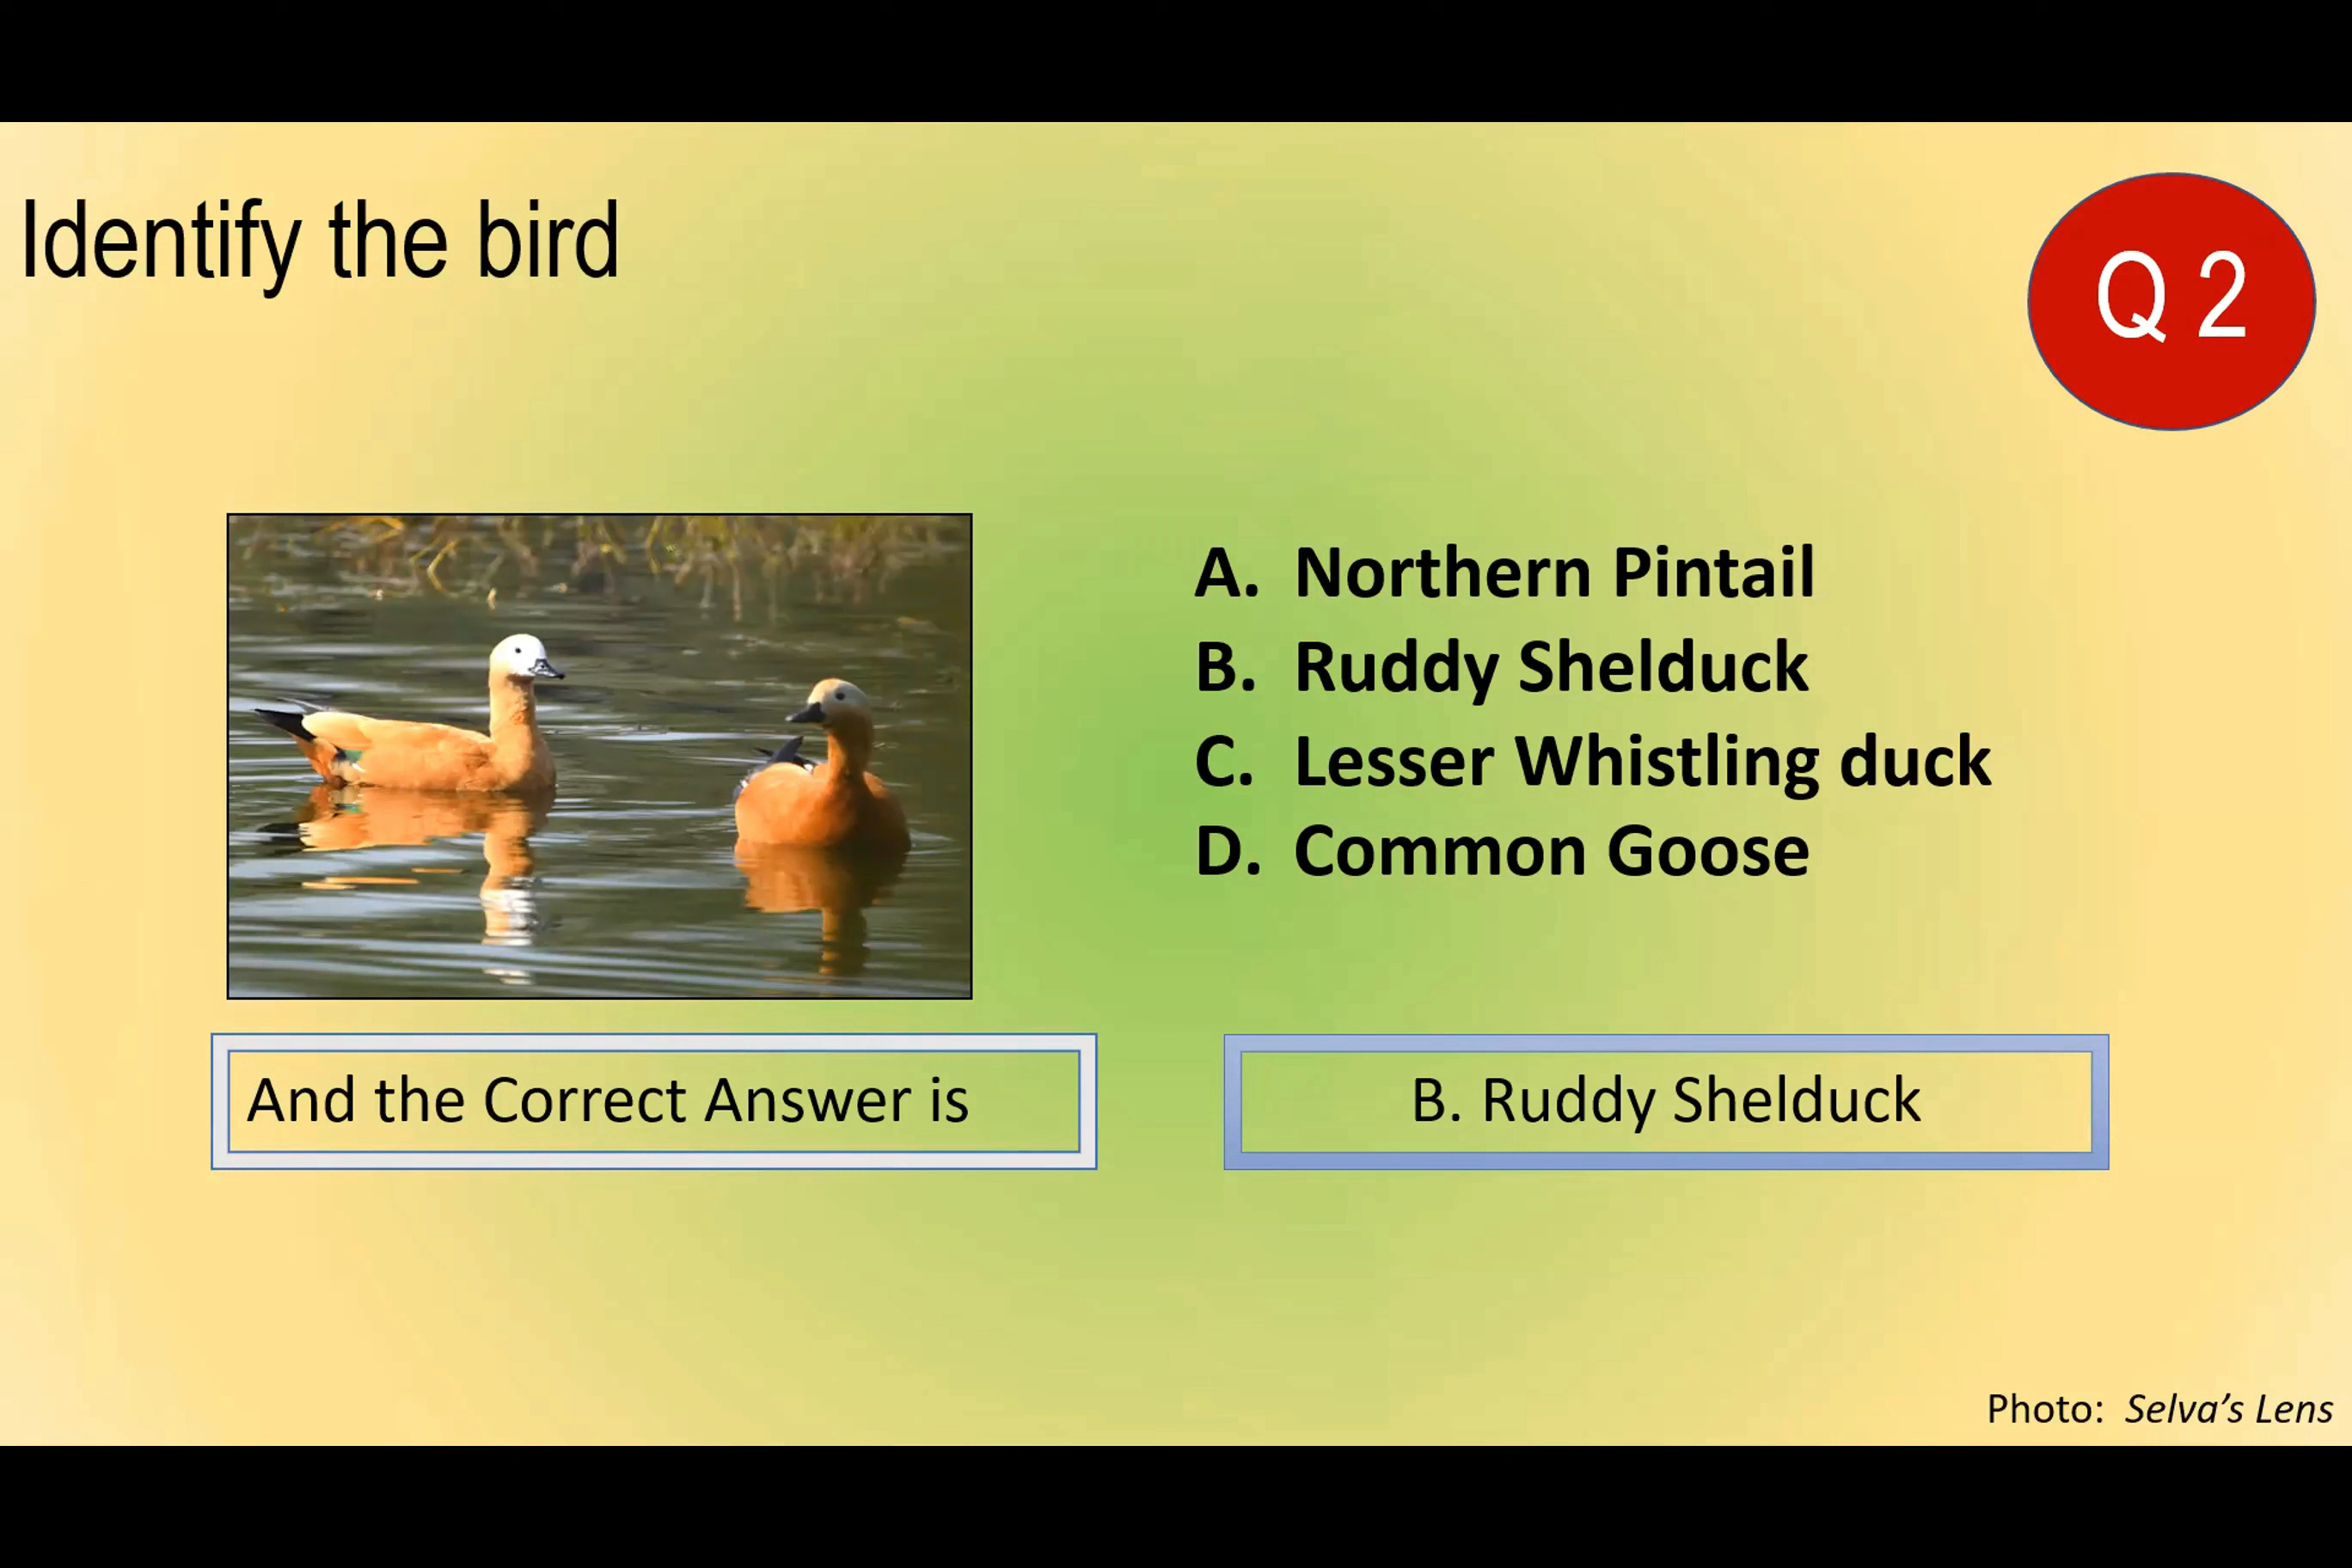 Identify the bird
Q 2
A. Northern Pintail
B. Ruddy Shelduck
C. Lesser Whistling duck
D. Common Goose
And the Correct Answer is
B. Ruddy Shelduck
Photo: Selva’s Lens